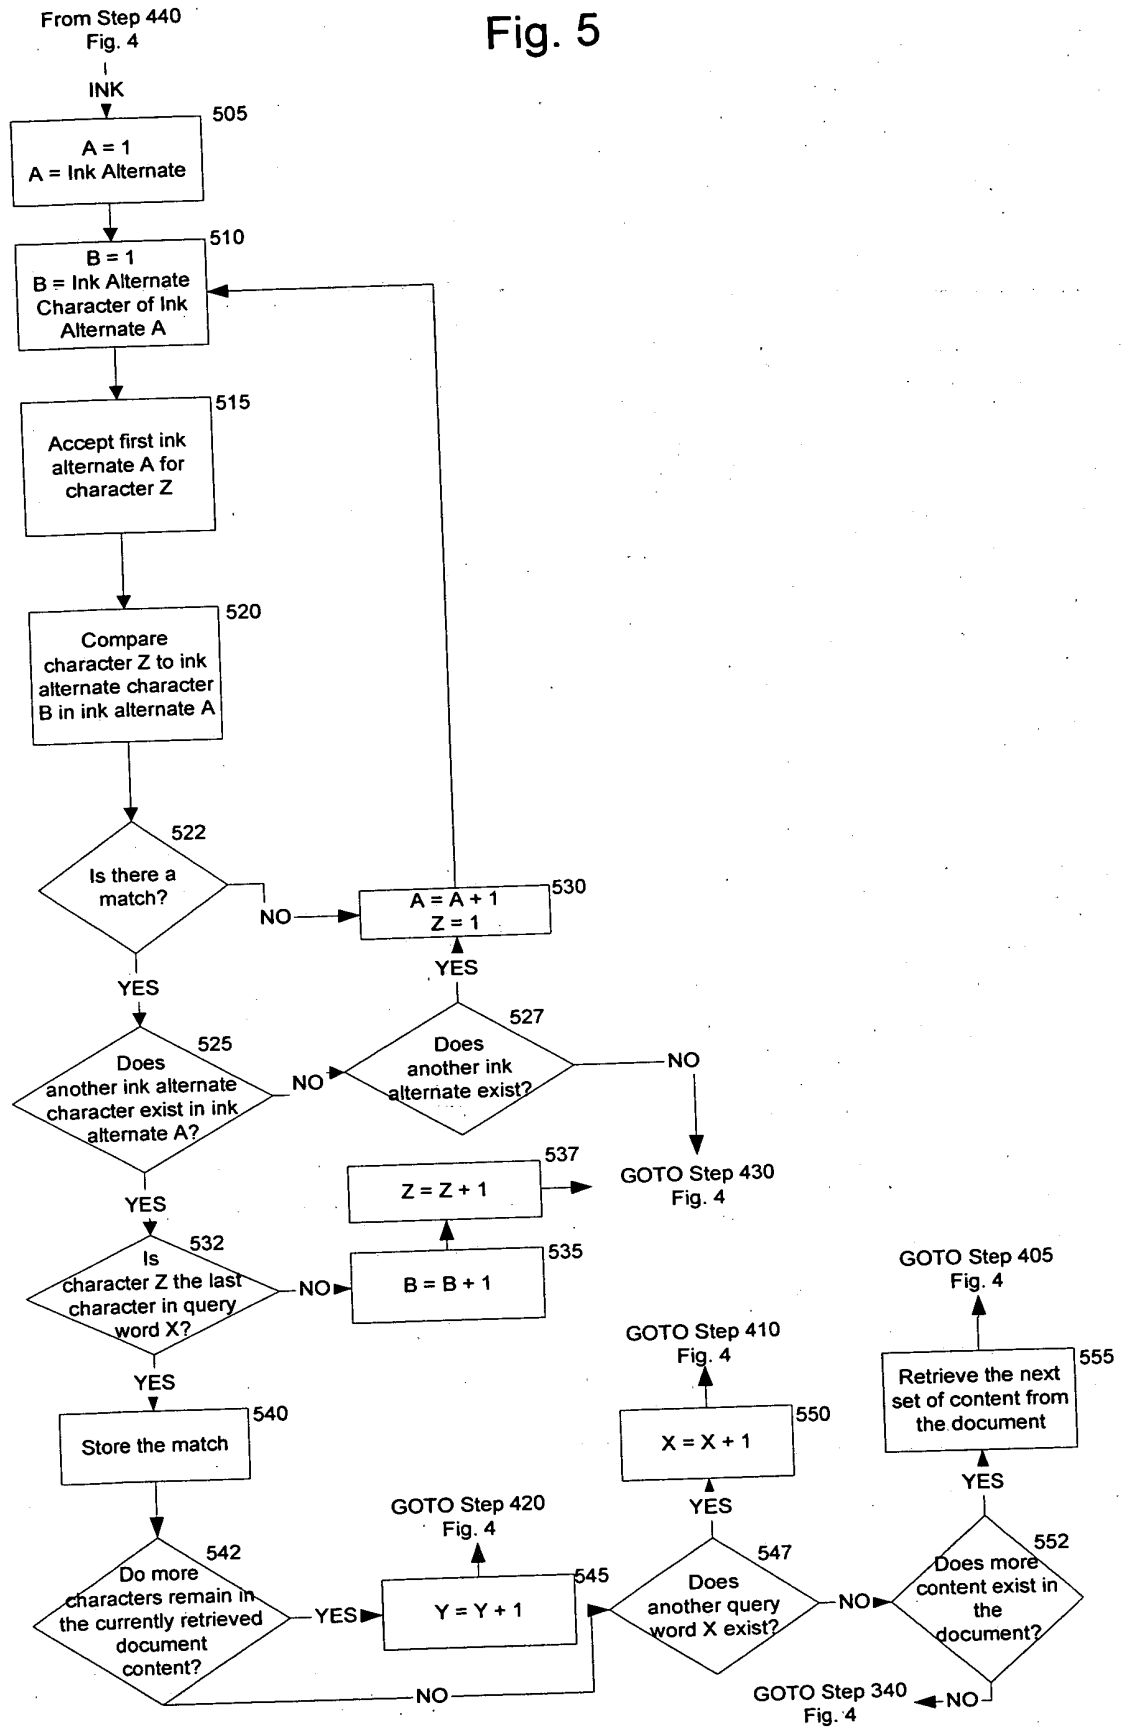 From Step 440
Fig. 4
Fig. 5
INK
505
A = 1
A = Ink Alternate
510
B = 1
B = Ink Alternate
Character of Ink
Alternate A
515
Accept first ink
alternate A for
character Z
520
Compare
character Z to ink
alternate character
B in ink alternate A
522
Is there a
match?
NO
530
A = A + 1
Z = 1
YES
YES
525
Does
another ink alternate
character exist in ink
alternate A?
NO
527
Does
another ink
alternate exist?
NO
GOTO Step 430
Fig. 4
YES
537
Z = Z + 1
532
Is
character Z the last
character in query
word X?
NO
535
B = B + 1
YES
540
Store the match
542
Do more
characters remain in
the currently retrieved
document
content?
YES
GOTO Step 420
Fig. 4
545
Y = Y + 1
NO
GOTO Step 410
Fig. 4
550
X = X + 1
YES
547
Does
another query
word X exist?
NO
GOTO Step 405
Fig. 4
555
Retrieve the next
set of content from
the document
YES
552
Does more
content exist in
the
document?
NO
GOTO Step 340
Fig. 4